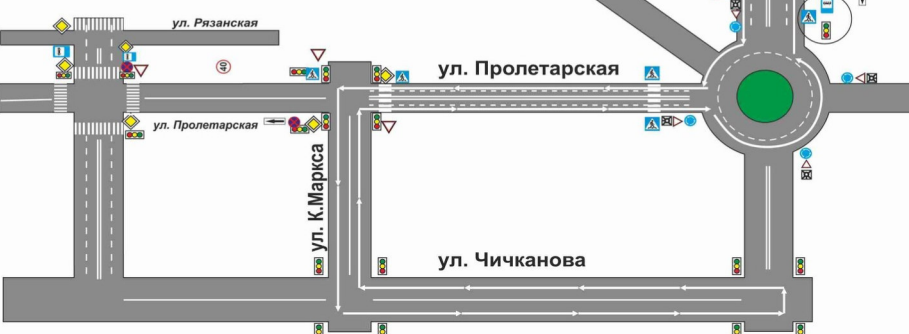 ул. Рязанская
ул. Пролетарская
40
ул. Пролетарская
ул. К.Маркса
ул. Чичканова